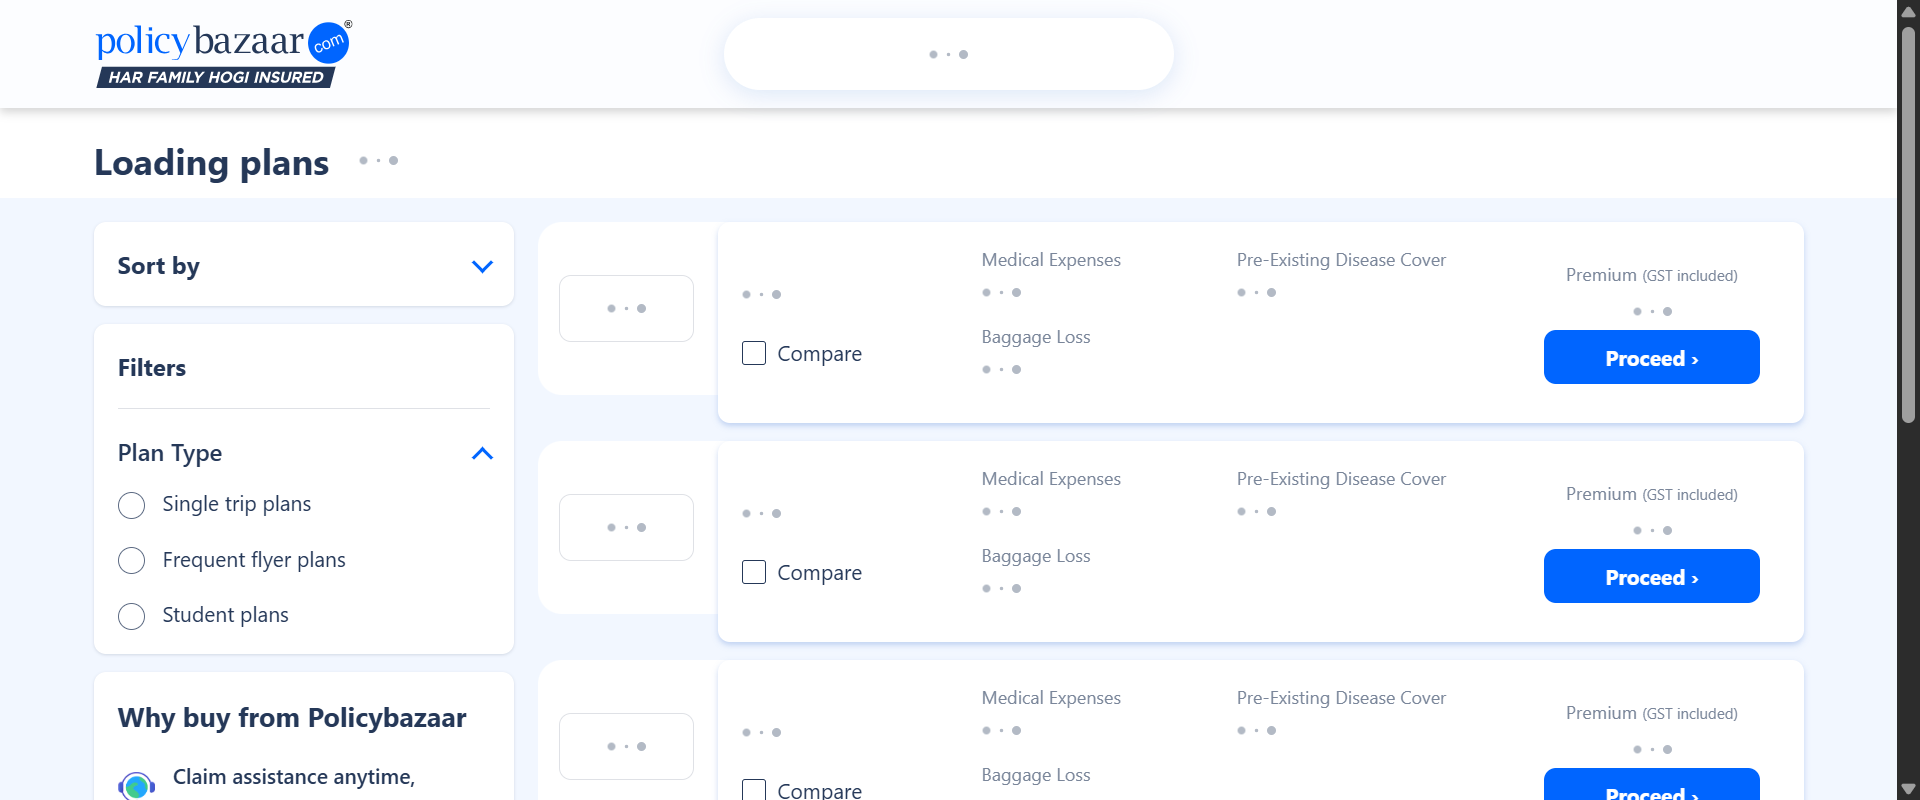 policybazaar com ®
HAR FAMILY HOGI INSURED
Loading plans
Sort by
Filters
Plan Type
Single trip plans
Frequent flyer plans
Student plans
Why buy from Policybazaar
Claim assistance anytime,
Compare
Medical Expenses
Baggage Loss
Pre-Existing Disease Cover
Premium (GST included)
Proceed ›
Compare
Medical Expenses
Baggage Loss
Pre-Existing Disease Cover
Premium (GST included)
Proceed ›
Compare
Medical Expenses
Baggage Loss
Pre-Existing Disease Cover
Premium (GST included)
Proceed ›